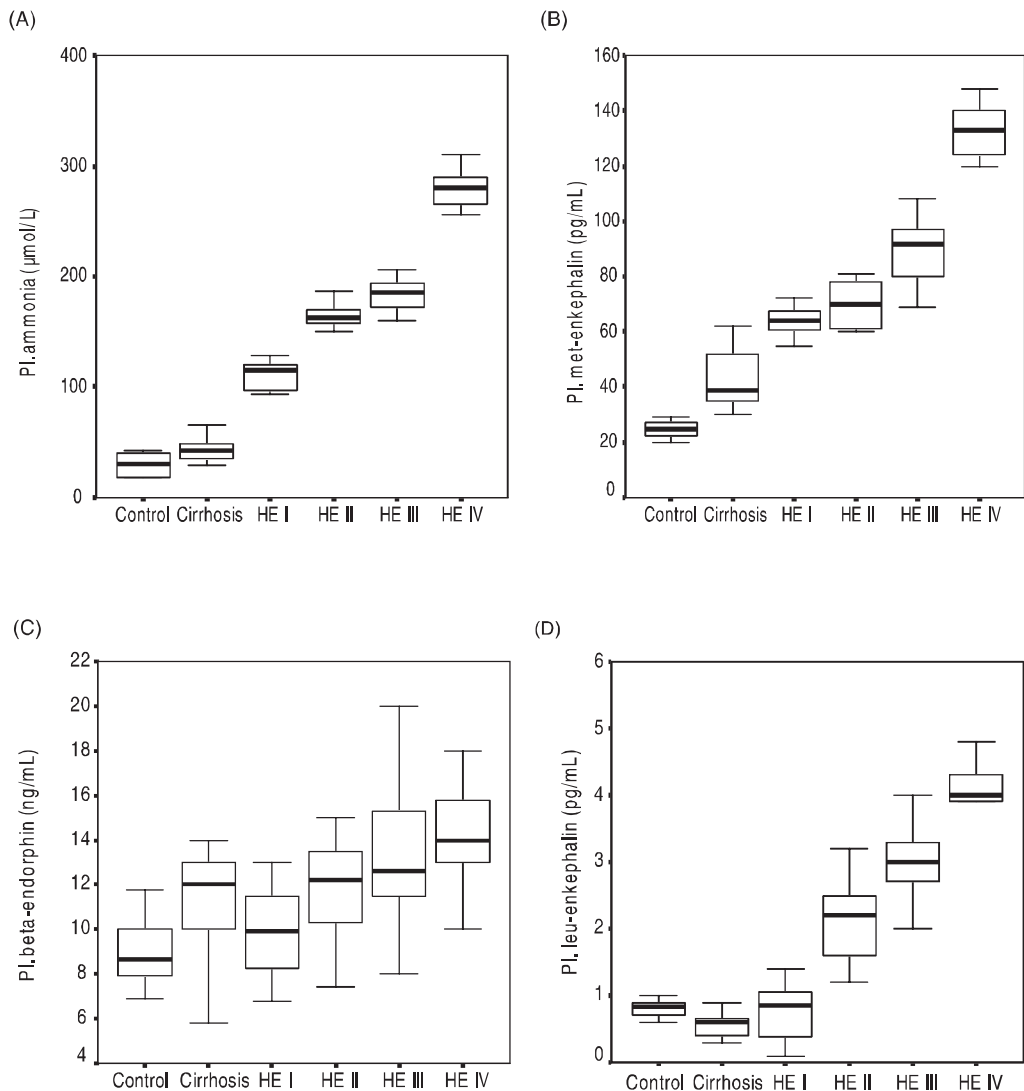 (A)
Pl.ammonia (µmol/L)
400
300
200
100
0
Control Cirrhosis HE I HE II HE III HE IV
(B)
Pl.met-enkephalin (pg/mL)
160
140
120
100
80
60
40
20
0
Control Cirrhosis HE I HE II HE III HE IV
(C)
Pl.beta-endorphin (ng/mL)
22
20
18
16
14
12
10
8
6
4
Control Cirrhosis HE I HE II HE III HE IV
(D)
Pl.leu-enkephalin (pg/mL)
6
5
4
3
2
1
0
Control Cirrhosis HE I HE II HE III HE IV